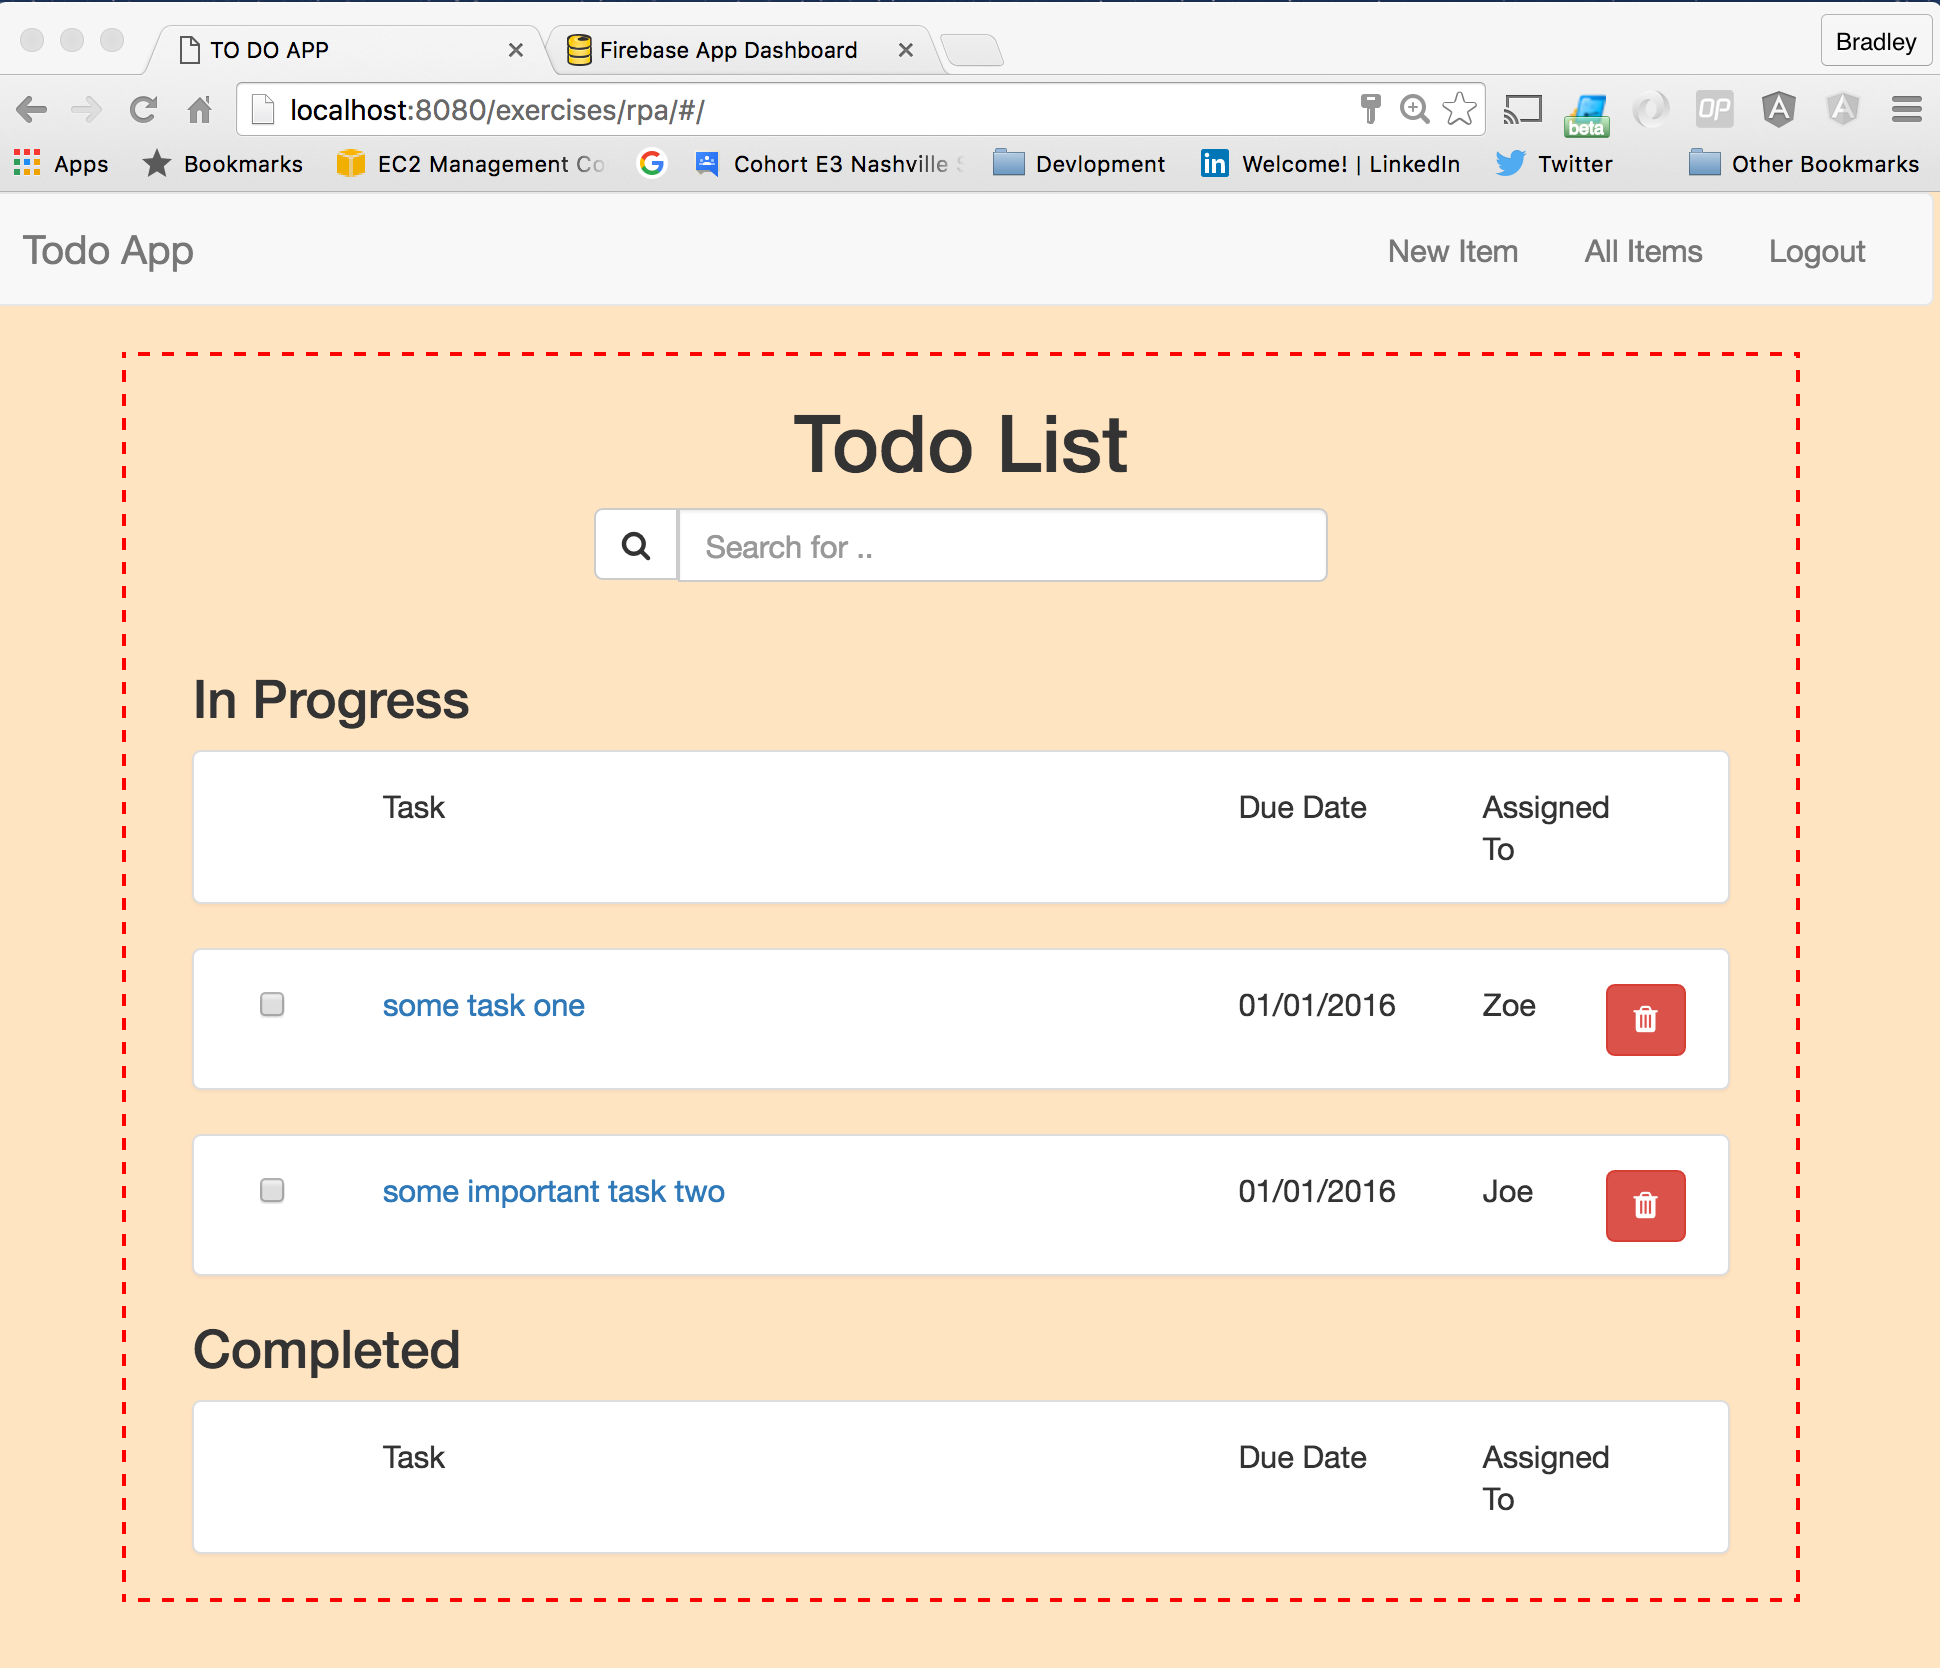 TO DO APP
Firebase App Dashboard
Bradley
localhost:8080/exercises/rpa/#/
beta
OP
A
A
Apps
Bookmarks
EC2 Management Co
G
Cohort E3 Nashville
in
Devlopment
Welcome! | LinkedIn
Twitter
Other Bookmarks
Todo App
New Item
All Items
Logout
Todo List
Search for ..
In Progress
Task
Due Date
Assigned
To
some task one
01/01/2016
Zoe
some important task two
01/01/2016
Joe
Completed
Task
Due Date
Assigned
To